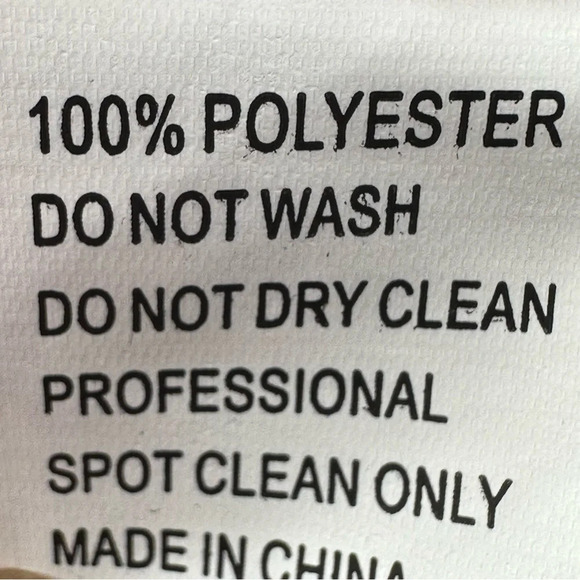 100% POLYESTER
DO NOT WASH
DO NOT DRY CLEAN
PROFESSIONAL
SPOT CLEAN ONLY
MADE IN CHINA